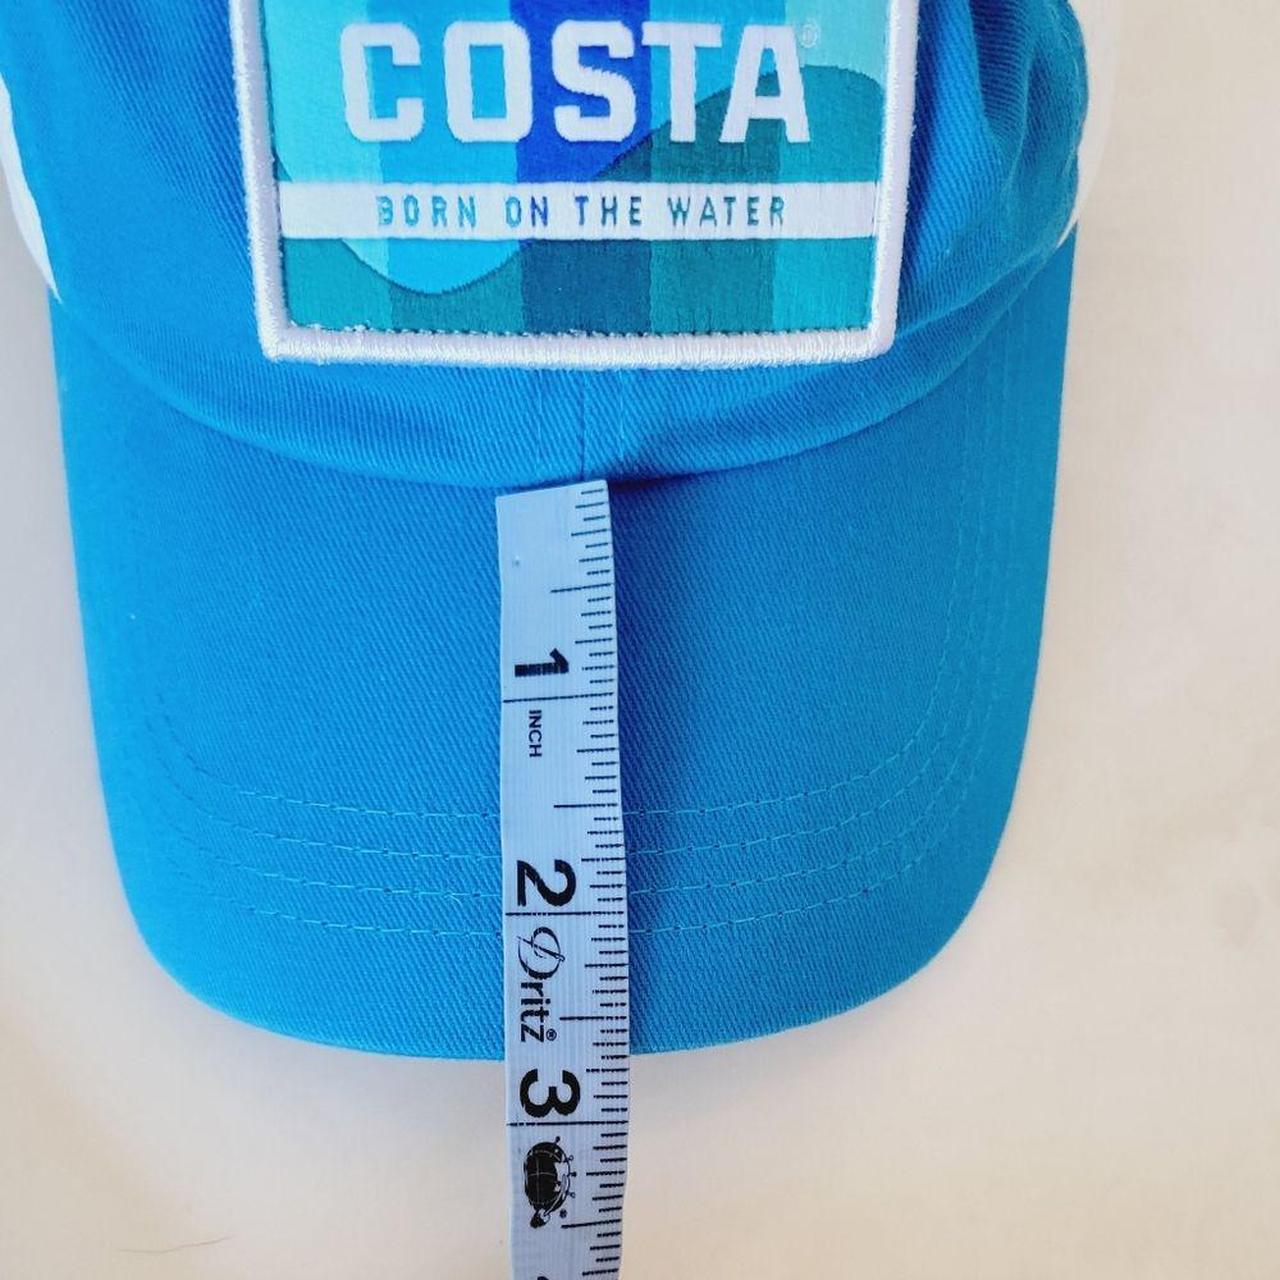 COSTA®
BORN ON THE WATER
1
INCH
2
Dritz®
3